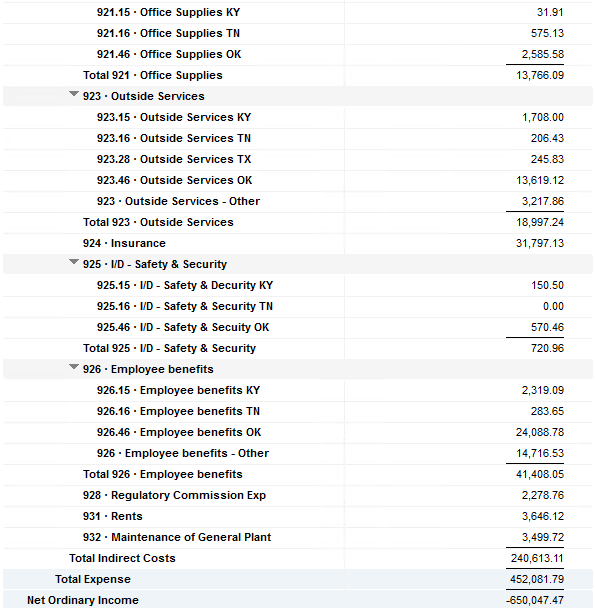 921.15 · Office Supplies KY 31.91
921.16 · Office Supplies TN 575.13
921.46 · Office Supplies OK 2,585.58
Total 921 · Office Supplies 13,766.09
923 · Outside Services
923.15 · Outside Services KY 1,708.00
923.16 · Outside Services TN 206.43
923.28 · Outside Services TX 245.83
923.46 · Outside Services OK 13,619.12
923 · Outside Services - Other 3,217.86
Total 923 · Outside Services 18,997.24
924 · Insurance 31,797.13
925 · I/D - Safety & Security
925.15 · I/D - Safety & Decurity KY 150.50
925.16 · I/D - Safety & Security TN 0.00
925.46 · I/D - Safety & Secuity OK 570.46
Total 925 · I/D - Safety & Security 720.96
926 · Employee benefits
926.15 · Employee benefits KY 2,319.09
926.16 · Employee benefits TN 283.65
926.46 · Employee benefits OK 24,088.78
926 · Employee benefits - Other 14,716.53
Total 926 · Employee benefits 41,408.05
928 · Regulatory Commission Exp 2,278.76
931 · Rents 3,646.12
932 · Maintenance of General Plant 3,499.72
Total Indirect Costs 240,613.11
Total Expense 452,081.79
Net Ordinary Income -650,047.47